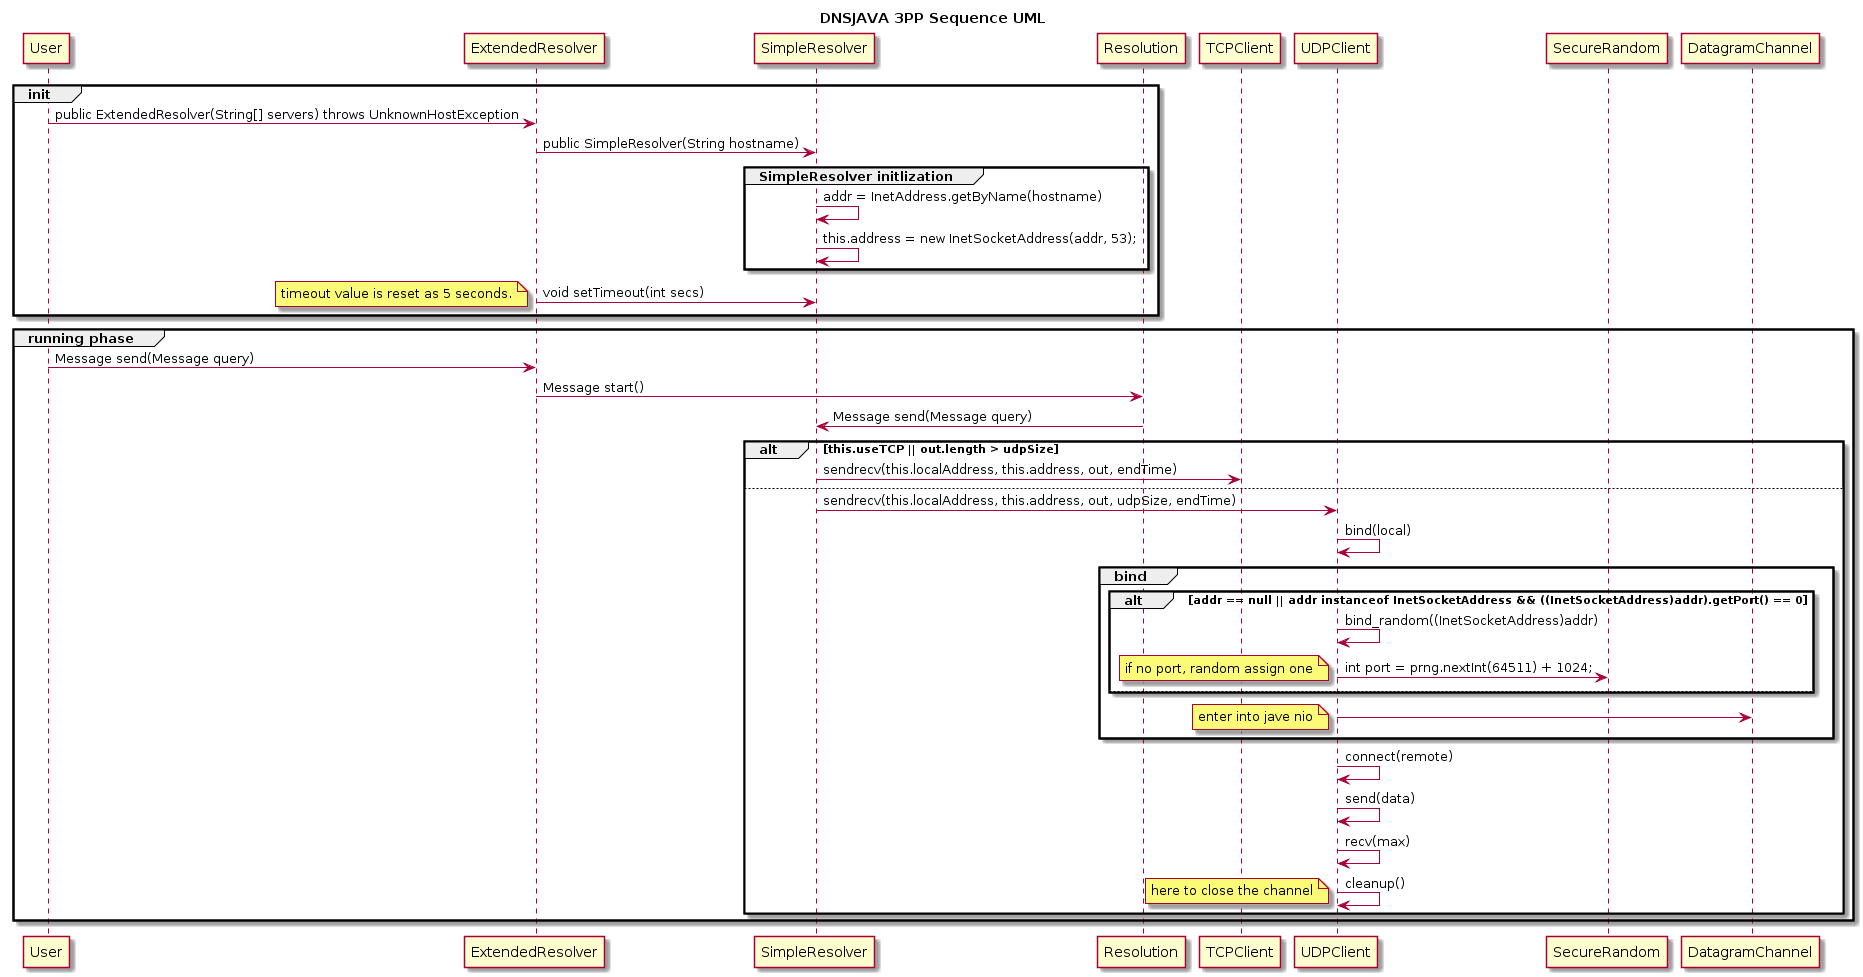 DNSJAVA 3PP Sequence UML
User
ExtendedResolver
SimpleResolver
Resolution
TCPClient
UDPClient
SecureRandom
DatagramChannel
init
public ExtendedResolver(String[] servers) throws UnknownHostException
public SimpleResolver(String hostname)
SimpleResolver initlization
addr = InetAddress.getByName(hostname)
this.address = new InetSocketAddress(addr, 53);
timeout value is reset as 5 seconds.
void setTimeout(int secs)
running phase
Message send(Message query)
Message start()
Message send(Message query)
alt
[this.useTCP || out.length > udpSize]
sendrecv(this.localAddress, this.address, out, endTime)
sendrecv(this.localAddress, this.address, out, udpSize, endTime)
bind(local)
bind
alt
[addr == null || addr instanceof InetSocketAddress && ((InetSocketAddress)addr).getPort() == 0]
bind_random((InetSocketAddress)addr)
if no port, random assign one
int port = prng.nextInt(64511) + 1024;
enter into jave nio
connect(remote)
send(data)
recv(max)
here to close the channel
cleanup()
User
ExtendedResolver
SimpleResolver
Resolution
TCPClient
UDPClient
SecureRandom
DatagramChannel